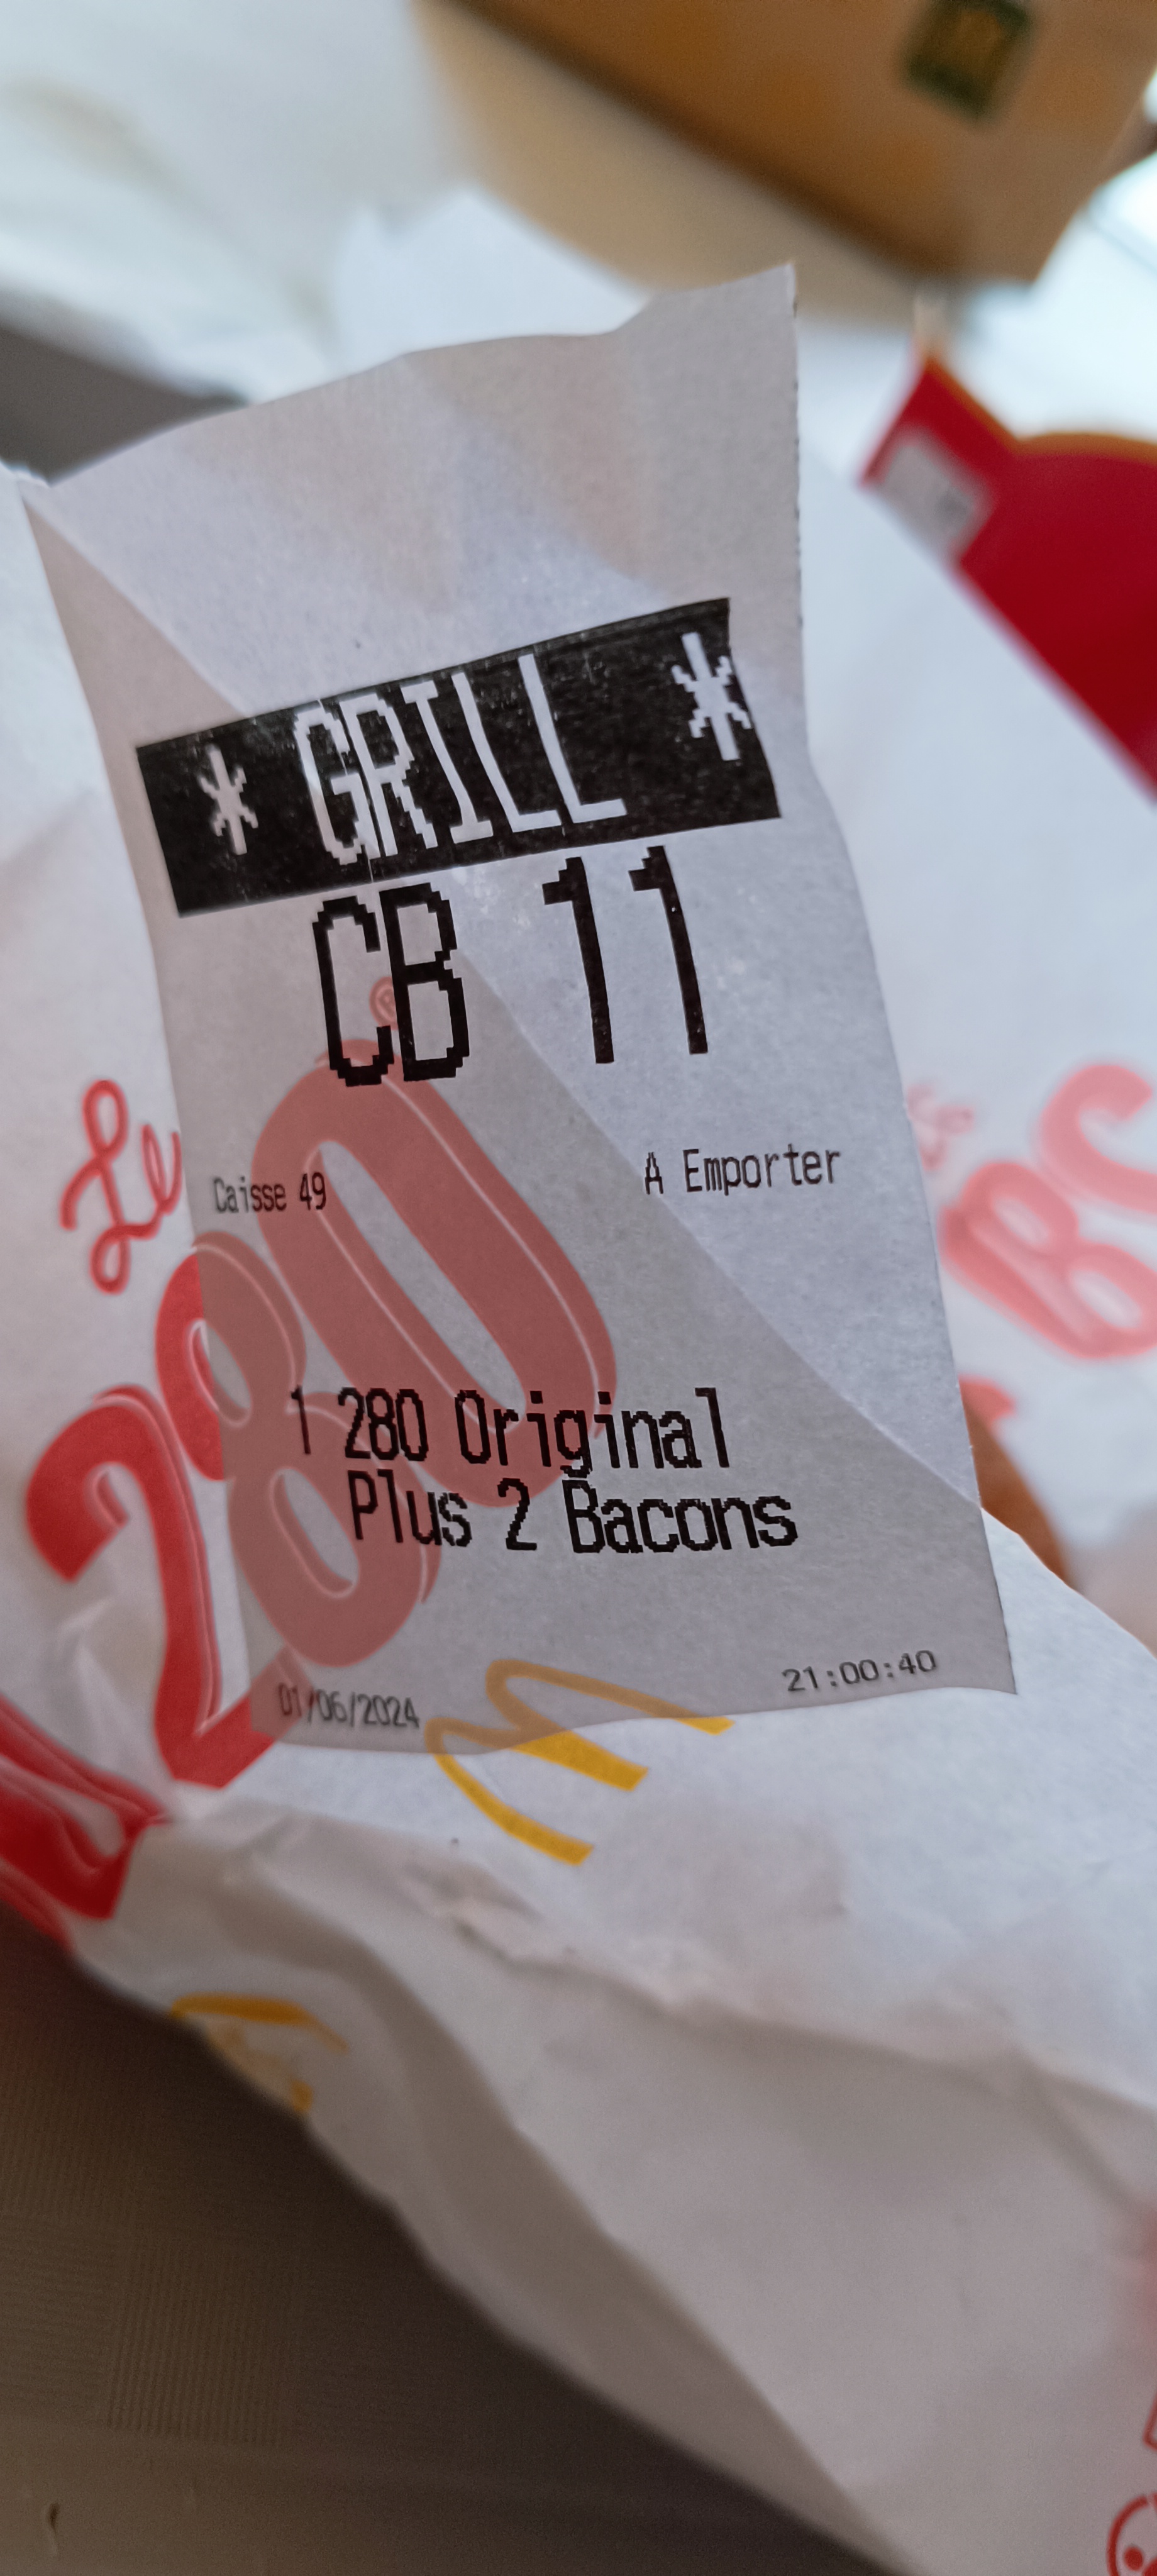 * GRILL *
CB 11
Caisse 49
A Emporter
1 280 Original
Plus 2 Bacons
01/06/2024
21:00:40
Le
280